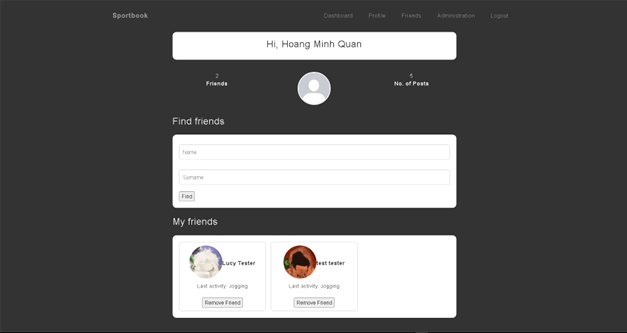 Sportbook Dashboard Profile Friends Administration Logout
Hi, Hoang Minh Quan
2 5
Friends No. of Posts
Find friends
Name
Surname
Find
My friends
Lucy Tester test tester
Last activity: Jogging Last activity: Jogging
Remove Friend Remove Friend